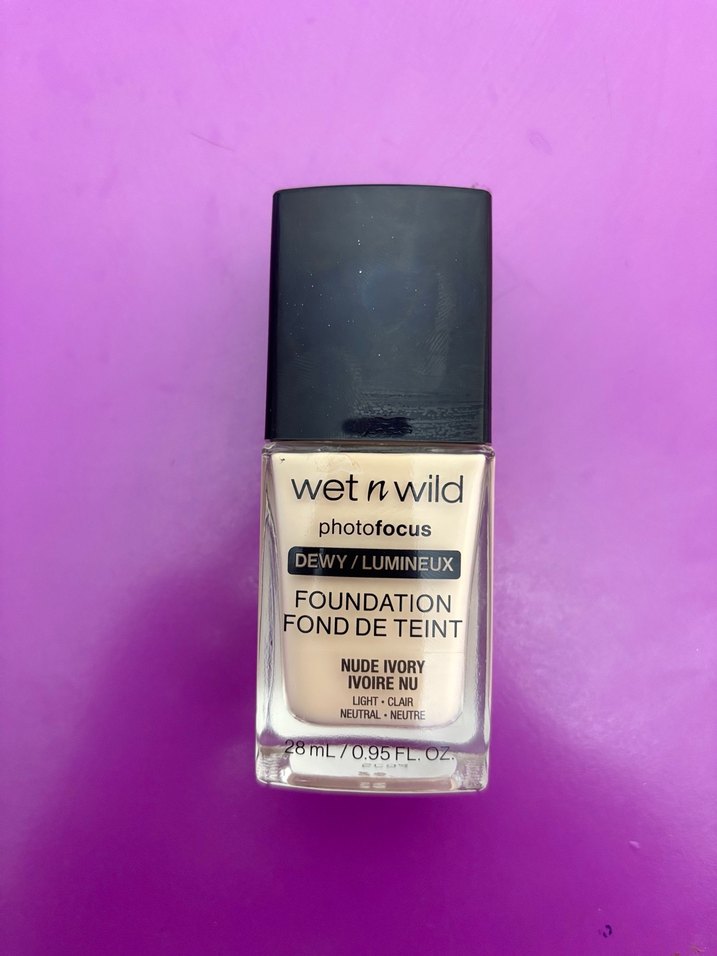 wet n wild
photofocus
DEWY / LUMINEUX
FOUNDATION
FOND DE TEINT
NUDE IVORY
IVOIRE NU
LIGHT • CLAIR
NEUTRAL • NEUTRE
28 mL / 0.95 FL. OZ.